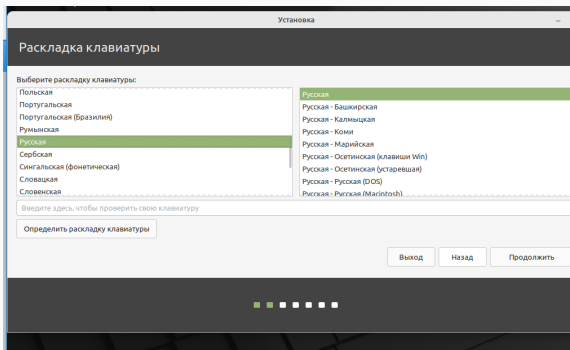 Установка
Раскладка клавиатуры
Выберите раскладку клавиатуры:
Польская
Португальская
Португальская (Бразилия)
Румынская
Русская
Сербская
Сингальская (фонетическая)
Словацкая
Словенская
Русская
Русская - Башкирская
Русская - Калмыцкая
Русская - Коми
Русская - Марийская
Русская - Осетинская (клавиши Win)
Русская - Осетинская (устаревшая)
Русская - Русская (DOS)
Русская - Русская (Macintosh)
Введите здесь, чтобы проверить свою клавиатуру
Определить раскладку клавиатуры
Выход
Назад
Продолжить